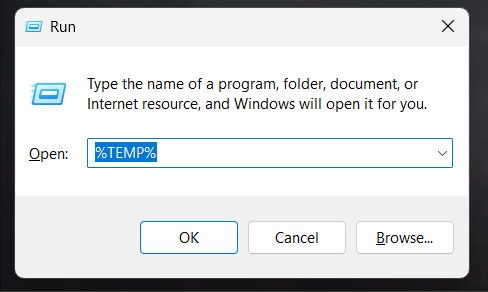 Run
Type the name of a program, folder, document, or
Internet resource, and Windows will open it for you.
Open: %TEMP%
OK Cancel Browse...